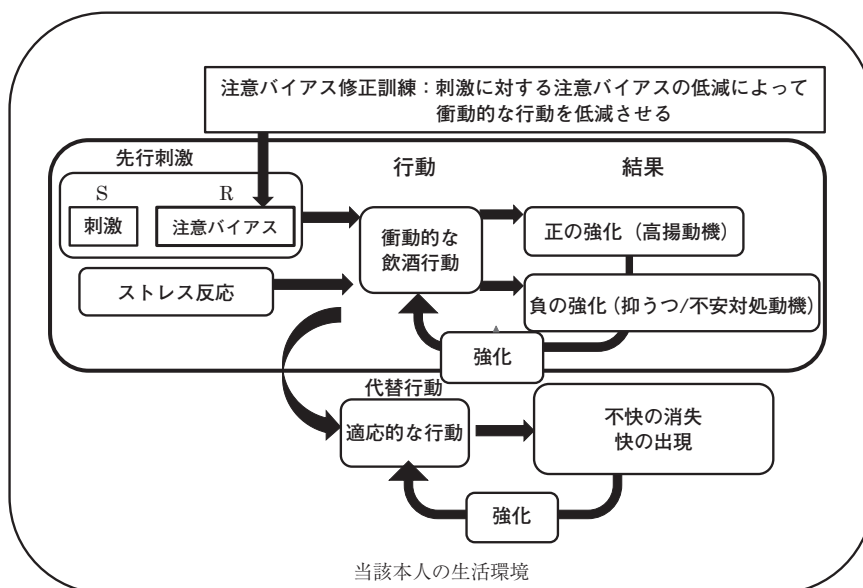 注意バイアス修正訓練:刺激に対する注意バイアスの低減によって
衝動的な行動を低減させる
先行刺激
行動
結果
S
R
刺激
注意バイアス
衝動的な
飲酒行動
正の強化(高揚動機)
ストレス反応
負の強化(抑うつ/不安対処動機)
強化
代替行動
適応的な行動
不快の消失
快の出現
強化
当該本人の生活環境